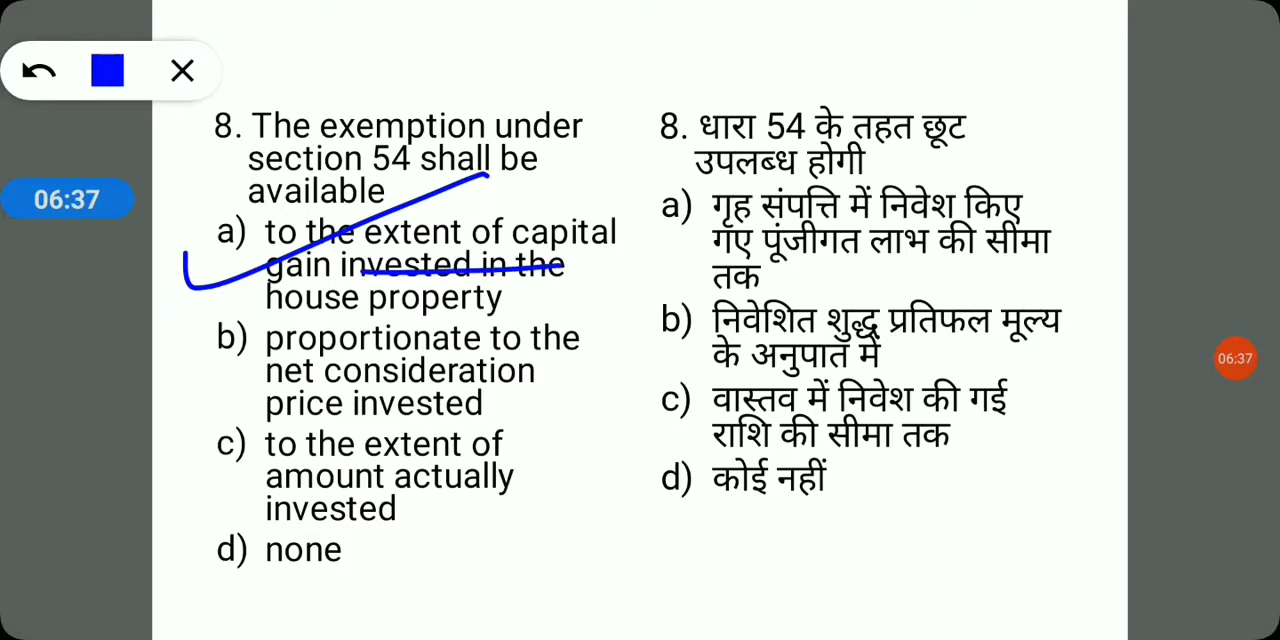 06:37
8. The exemption under
section 54 shall be
available
a) to the extent of capital
gain invested in the
house property
b) proportionate to the
net consideration
price invested
c) to the extent of
amount actually
invested
d) none
8. धारा 54 के तहत छूट
उपलब्ध होगी
a) गृह संपत्ति में निवेश किए
गए पूंजीगत लाभ की सीमा
तक
b) निवेशित शुद्ध प्रतिफल मूल्य
के अनुपात में
c) वास्तव में निवेश की गई
राशि की सीमा तक
d) कोई नहीं
06:37